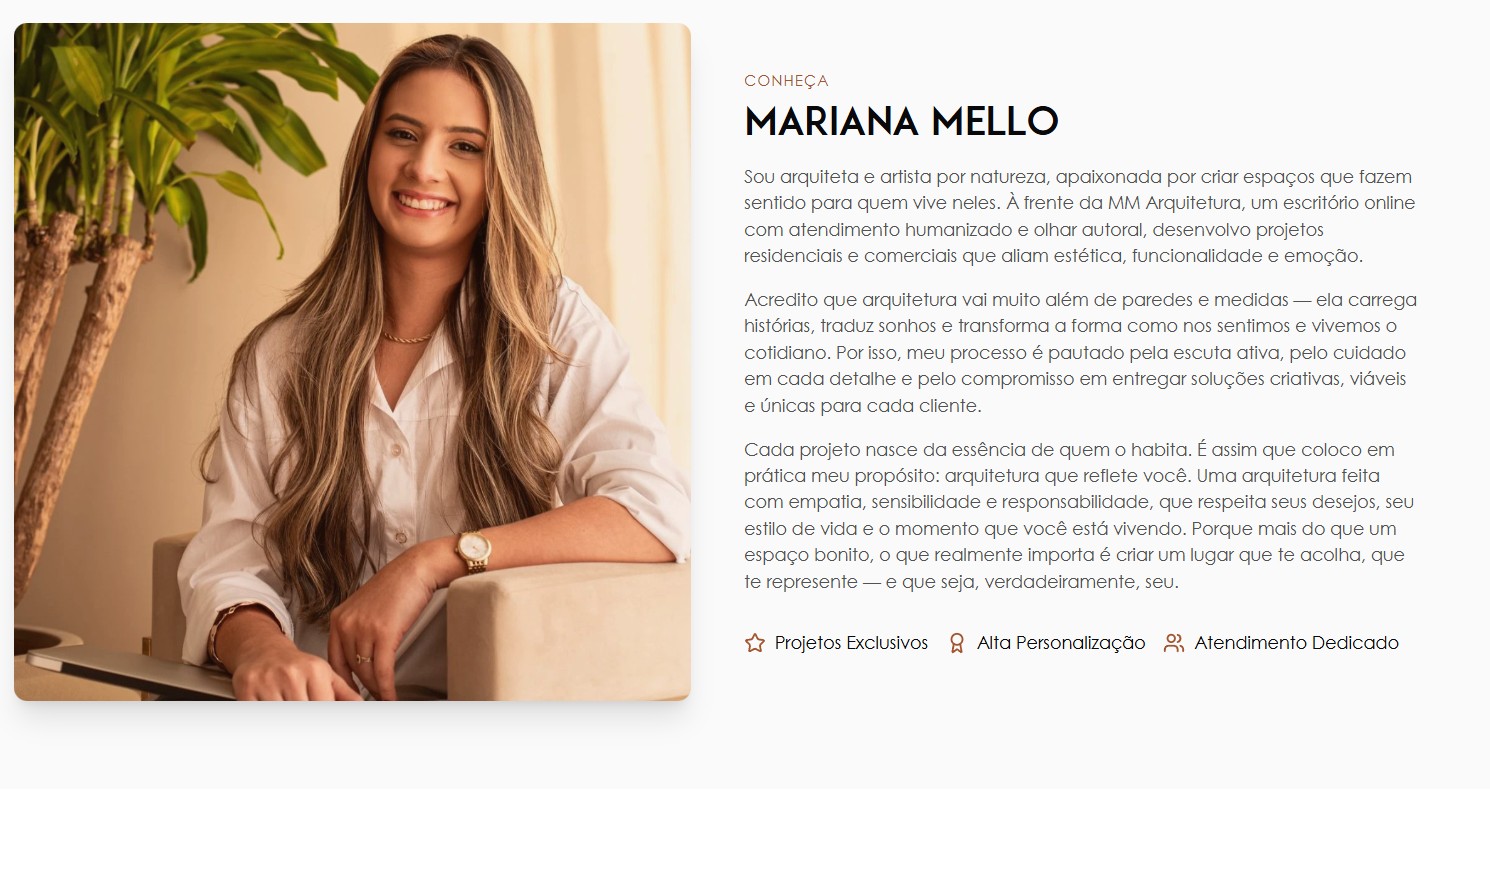 CONHEÇA
MARIANA MELLO
Sou arquiteta e artista por natureza, apaixonada por criar espaços que fazem
sentido para quem vive neles. À frente da MM Arquitetura, um escritório online
com atendimento humanizado e olhar autoral, desenvolvo projetos
residenciais e comerciais que aliam estética, funcionalidade e emoção.
Acredito que arquitetura vai muito além de paredes e medidas — ela carrega
histórias, traduz sonhos e transforma a forma como nos sentimos e vivemos o
cotidiano. Por isso, meu processo é pautado pela escuta ativa, pelo cuidado
em cada detalhe e pelo compromisso em entregar soluções criativas, viáveis
e únicas para cada cliente.
Cada projeto nasce da essência de quem o habita. É assim que coloco em
prática meu propósito: arquitetura que reflete você. Uma arquitetura feita
com empatia, sensibilidade e responsabilidade, que respeita seus desejos, seu
estilo de vida e o momento que você está vivendo. Porque mais do que um
espaço bonito, o que realmente importa é criar um lugar que te acolha, que
te represente — e que seja, verdadeiramente, seu.
Projetos Exclusivos Alta Personalização Atendimento Dedicado